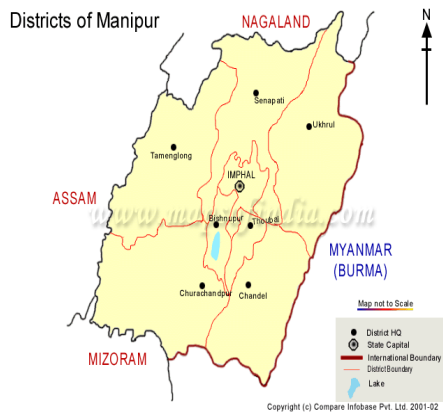 Districts of Manipur
NAGALAND
N
Senapati
Ukhrul
Tamenglong
IMPHAL
ASSAM
Bishnupur
Thoubal
MYANMAR
(BURMA)
Churachandpur
Chandel
MIZORAM
Map not to Scale
District HQ
State Capital
International Boundary
District Boundary
Lake
Copyright (c) Compare Infobase Pvt. Ltd. 2001-02